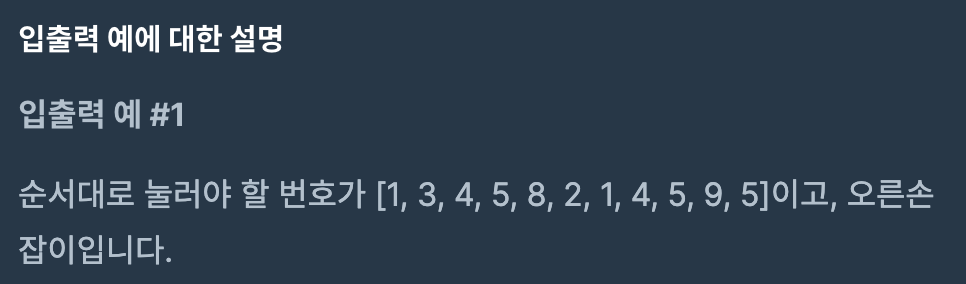 입출력 예에 대한 설명
입출력 예 #1
순서대로 눌러야 할 번호가 [1, 3, 4, 5, 8, 2, 1, 4, 5, 9, 5]이고, 오른손
잡이입니다.